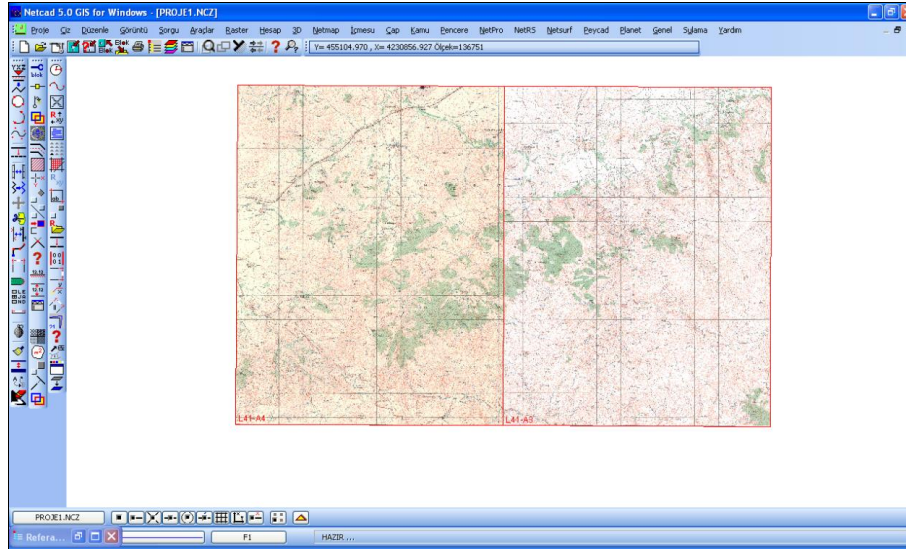 Netcad 5.0 GIS for Windows - [PROJE1.NCZ]
Proje Çiz Düzenle Görüntü Sorgu Araçlar Raster Hesap 3D Netmap İçmesu Çap Kamu Pencere NetPro NetRS Netsurf Peycad Planet Genel Sulama Yardım
Y= 455104.970 , X= 4230856.927 Ölçek=136751
L41-A4
L41-A3
PROJE1.NCZ
Refera... F1 HAZIR ...